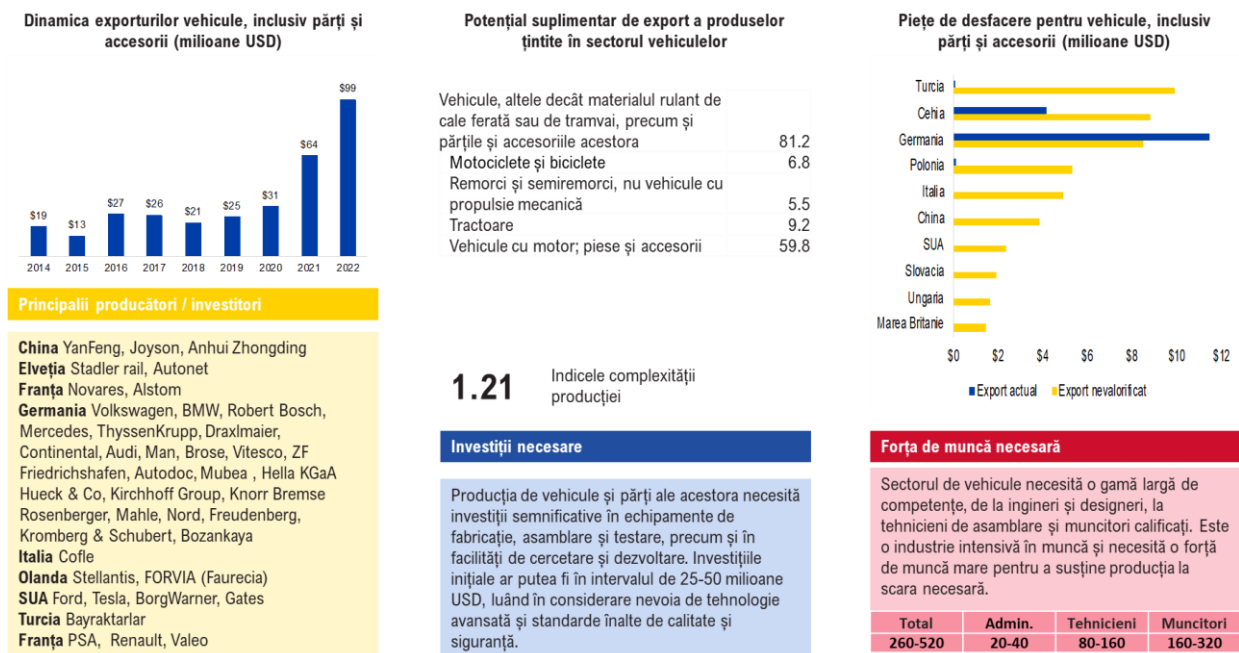 Dinamica exporturilor vehicule, inclusiv părți și
accesorii (milioane USD)
$19
$13
$27
$26
$21
$25
$31
$64
$99
2014 2015 2016 2017 2018 2019 2020 2021 2022
Principalii producători / investitori
China YanFeng, Joyson, Anhui Zhongding
Elveția Stadler rail, Autonet
Franța Novares, Alstom
Germania Volkswagen, BMW, Robert Bosch,
Mercedes, ThyssenKrupp, Draxlmaier,
Continental, Audi, Man, Brose, Vitesco, ZF
Friedrichshafen, Autodoc, Mubea , Hella KGaA
Hueck & Co, Kirchhoff Group, Knorr Bremse
Rosenberger, Mahle, Nord, Freudenberg,
Kromberg & Schubert, Bozankaya
Italia Cofle
Olanda Stellantis, FORVIA (Faurecia)
SUA Ford, Tesla, BorgWarner, Gates
Turcia Bayraktarlar
Franța PSA, Renault, Valeo
Potențial suplimentar de export a produselor
țintite în sectorul vehiculelor
Vehicule, altele decât materialul rulant de
cale ferată sau de tramvai, precum și
părțile și accesoriile acestora 81.2
Motociclete și biciclete 6.8
Remorci și semiremorci, nu vehicule cu
propulsie mecanică 5.5
Tractoare 9.2
Vehicule cu motor; piese și accesorii 59.8
1.21 Indicele complexității
producției
Investiții necesare
Producția de vehicule și părți ale acestora necesită
investiții semnificative în echipamente de
fabricație, asamblare și testare, precum și în
facilități de cercetare și dezvoltare. Investițiile
inițiale ar putea fi în intervalul de 25-50 milioane
USD, luând în considerare nevoia de tehnologie
avansată și standarde înalte de calitate și
siguranță.
Piețe de desfacere pentru vehicule, inclusiv
părți și accesorii (milioane USD)
Turcia
Cehia
Germania
Polonia
Italia
China
SUA
Slovacia
Ungaria
Marea Britanie
$0 $2 $4 $6 $8 $10 $12
Export actual Export nevalorificat
Forța de muncă necesară
Sectorul de vehicule necesită o gamă largă de
competențe, de la ingineri și designeri, la
tehnicieni de asamblare și muncitori calificați. Este
o industrie intensivă în muncă și necesită o forță
de muncă mare pentru a susține producția la
scara necesară.
Total Admin. Tehnicieni Muncitori
260-520 20-40 80-160 160-320